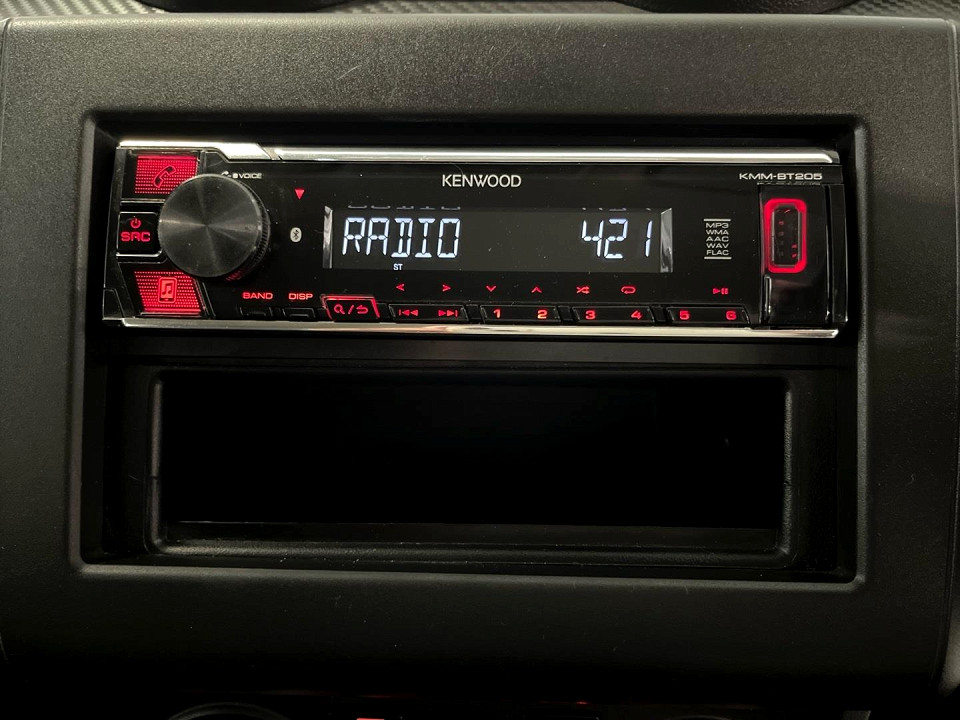 VOICE
KENWOOD
KMM-BT205
SRC
RADIO 421
MP3
WMA
AAC
WAV
FLAC
ST
BAND DISP
1 2 3 4 5 6